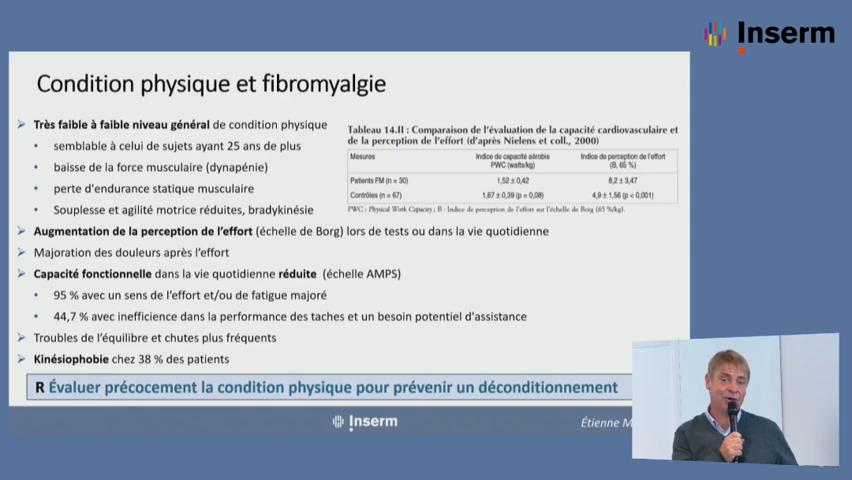 Inserm
Condition physique et fibromyalgie
➢ Très faible à faible niveau général de condition physique
• semblable à celui de sujets ayant 25 ans de plus
• baisse de la force musculaire (dynapénie)
• perte d'endurance statique musculaire
• Souplesse et agilité motrice réduites, bradykinésie
Tableau 14.II : Comparaison de l'évaluation de la capacité cardiovasculaire et
de la perception de l'effort (d'après Nielens et coll., 2000)
Mesures Indice de capacité aérobie Indice de perception de l'effort
PWC (watts/kg) (B, 65 %)
Patients FM (n = 30) 1,52 ± 0,42 8,2 ± 3,47
Contrôles (n = 67) 1,67 ± 0,39 (p = 0,08) 4,9 ± 1,56 (p < 0,001)
PWC : Physical Work Capacity ; B : Indice de perception de l'effort sur l'échelle de Borg (65 %/kg).
➢ Augmentation de la perception de l'effort (échelle de Borg) lors de tests ou dans la vie quotidienne
➢ Majoration des douleurs après l'effort
➢ Capacité fonctionnelle dans la vie quotidienne réduite (échelle AMPS)
• 95 % avec un sens de l'effort et/ou de fatigue majoré
• 44,7 % avec inefficience dans la performance des taches et un besoin potentiel d'assistance
➢ Troubles de l'équilibre et chutes plus fréquents
➢ Kinésiophobie chez 38 % des patients
R Évaluer précocement la condition physique pour prévenir un déconditionnement
Inserm
Étienne M